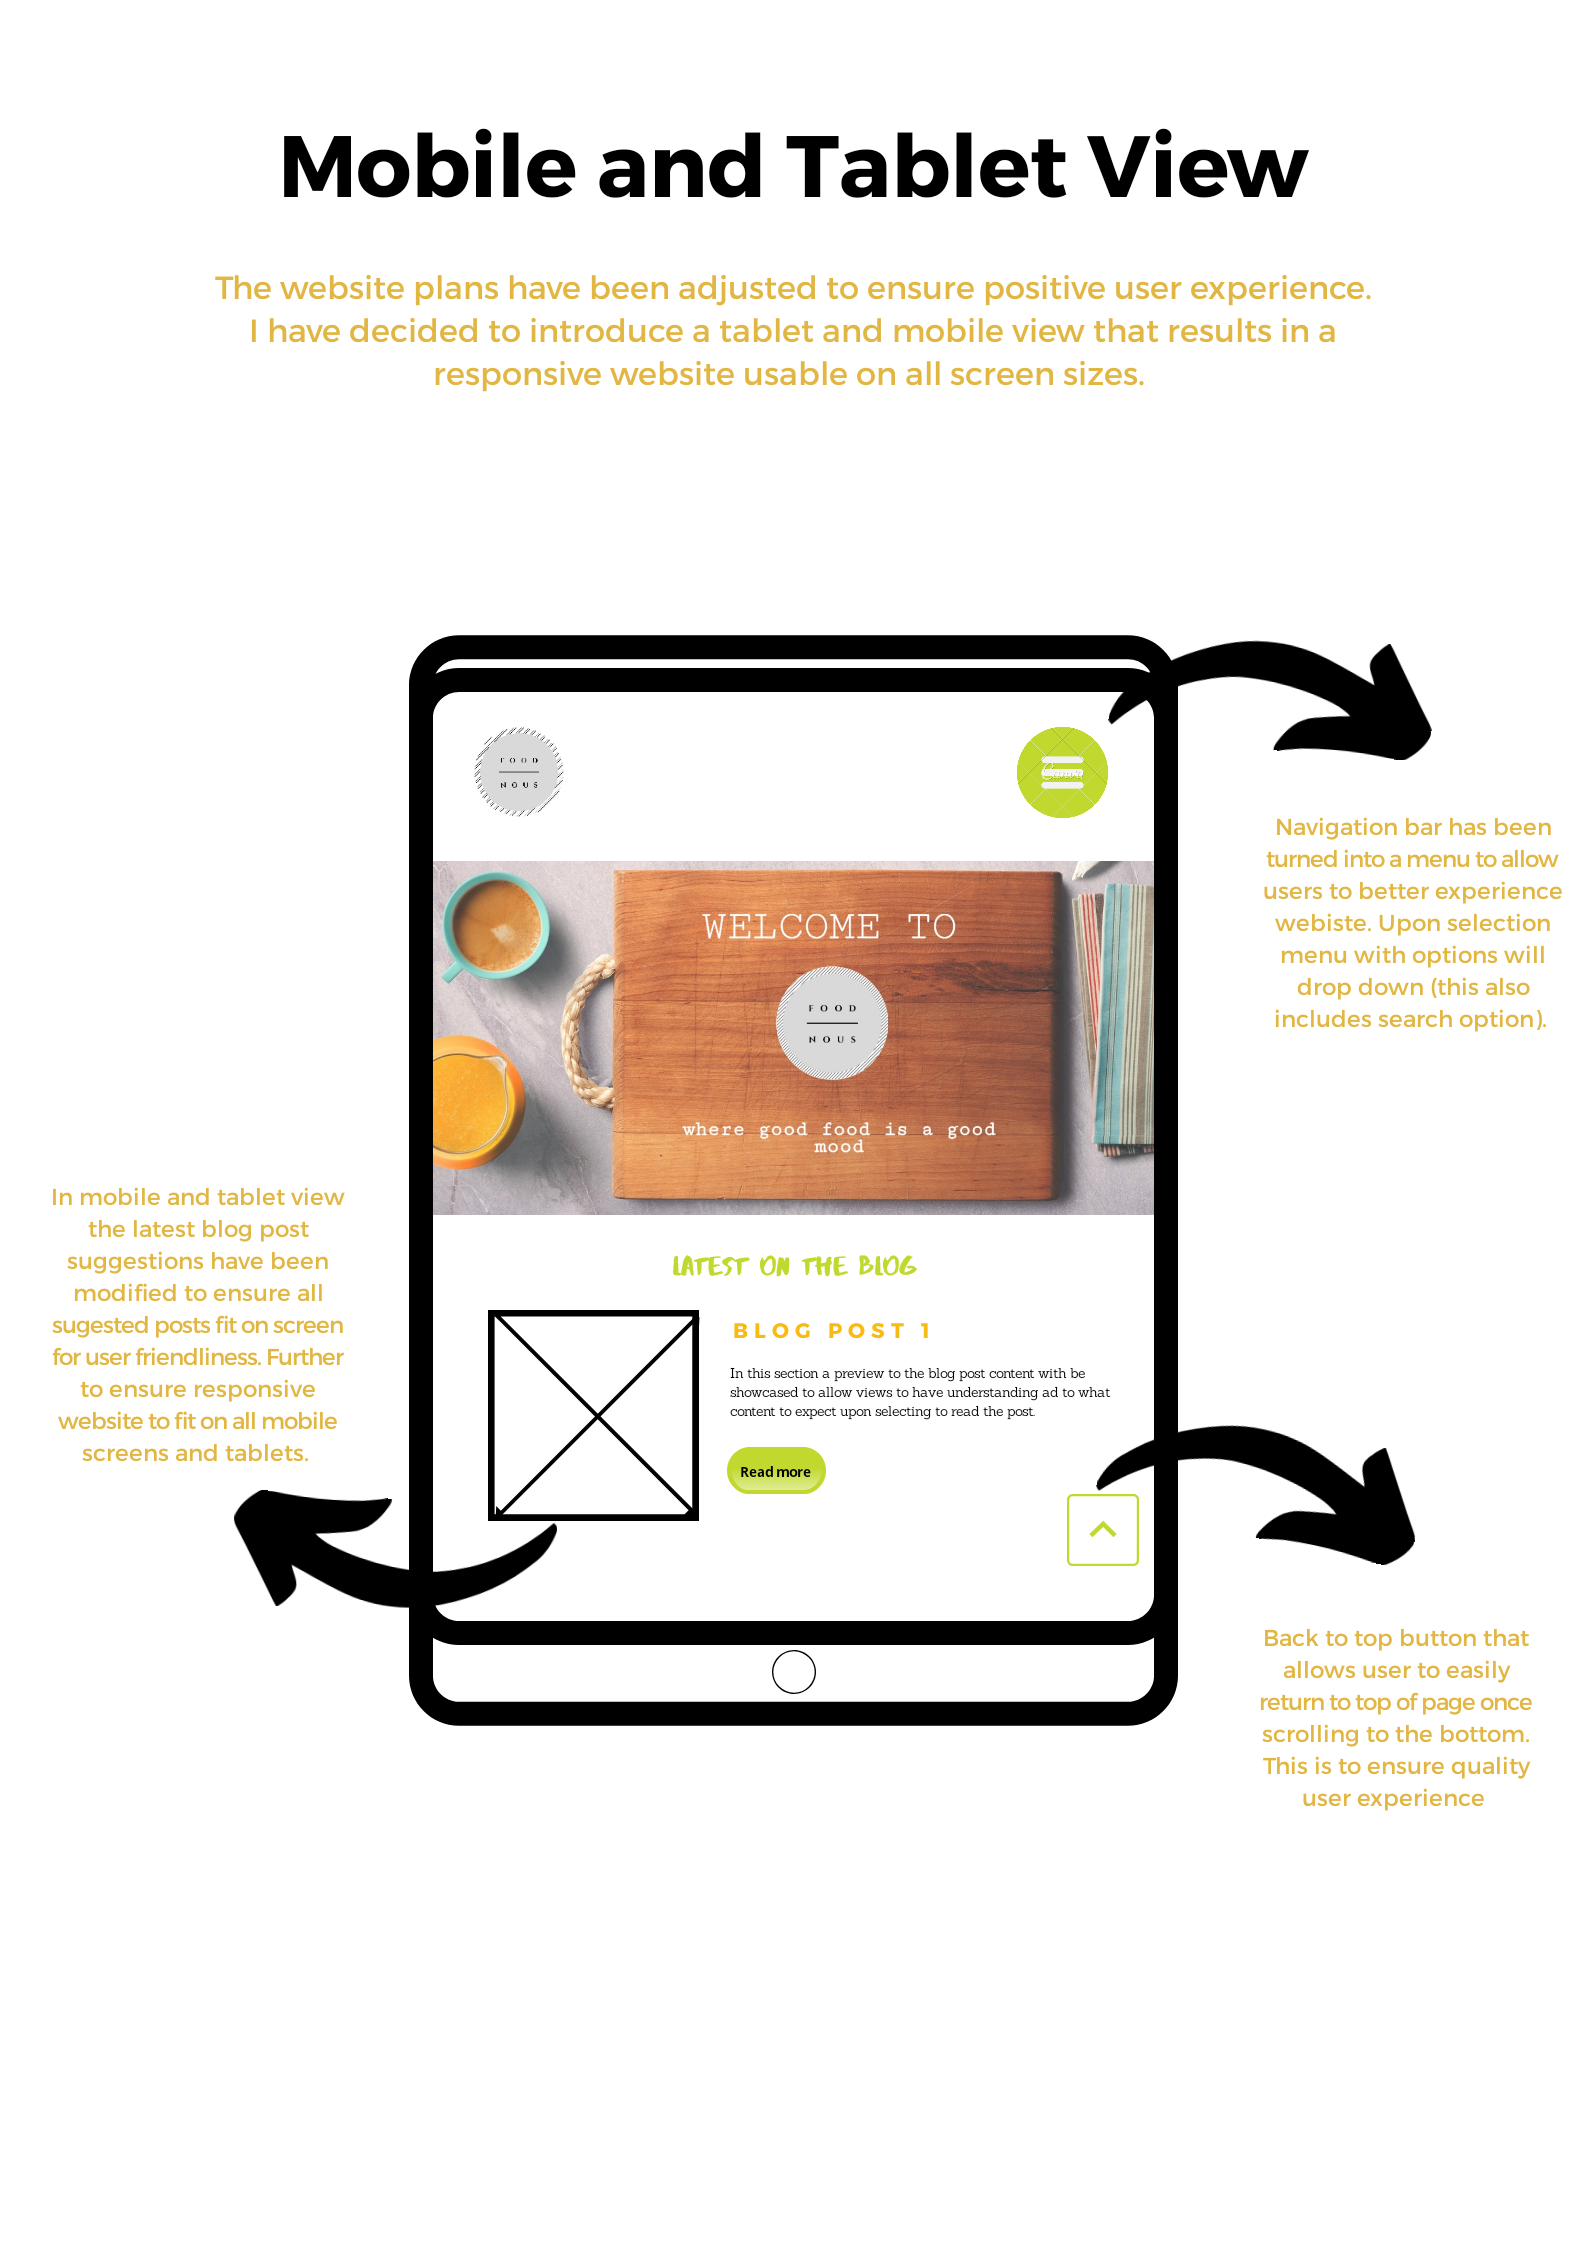 Mobile and Tablet View
The website plans have been adjusted to ensure positive user experience.
I have decided to introduce a tablet and mobile view that results in a
responsive website usable on all screen sizes.
FOOD
NOUS
Canva
Navigation bar has been
turned into a menu to allow
users to better experience
webiste. Upon selection
menu with options will
drop down (this also
includes search option).
WELCOME TO
FOOD
NOUS
where good food is a good
mood
In mobile and tablet view
the latest blog post
suggestions have been
modified to ensure all
sugested posts fit on screen
for user friendliness. Further
to ensure responsive
website to fit on all mobile
screens and tablets.
LATEST ON THE BLOG
BLOG POST 1
In this section a preview to the blog post content with be
showcased to allow views to have understanding ad to what
content to expect upon selecting to read the post.
Read more
Back to top button that
allows user to easily
return to top of page once
scrolling to the bottom.
This is to ensure quality
user experience